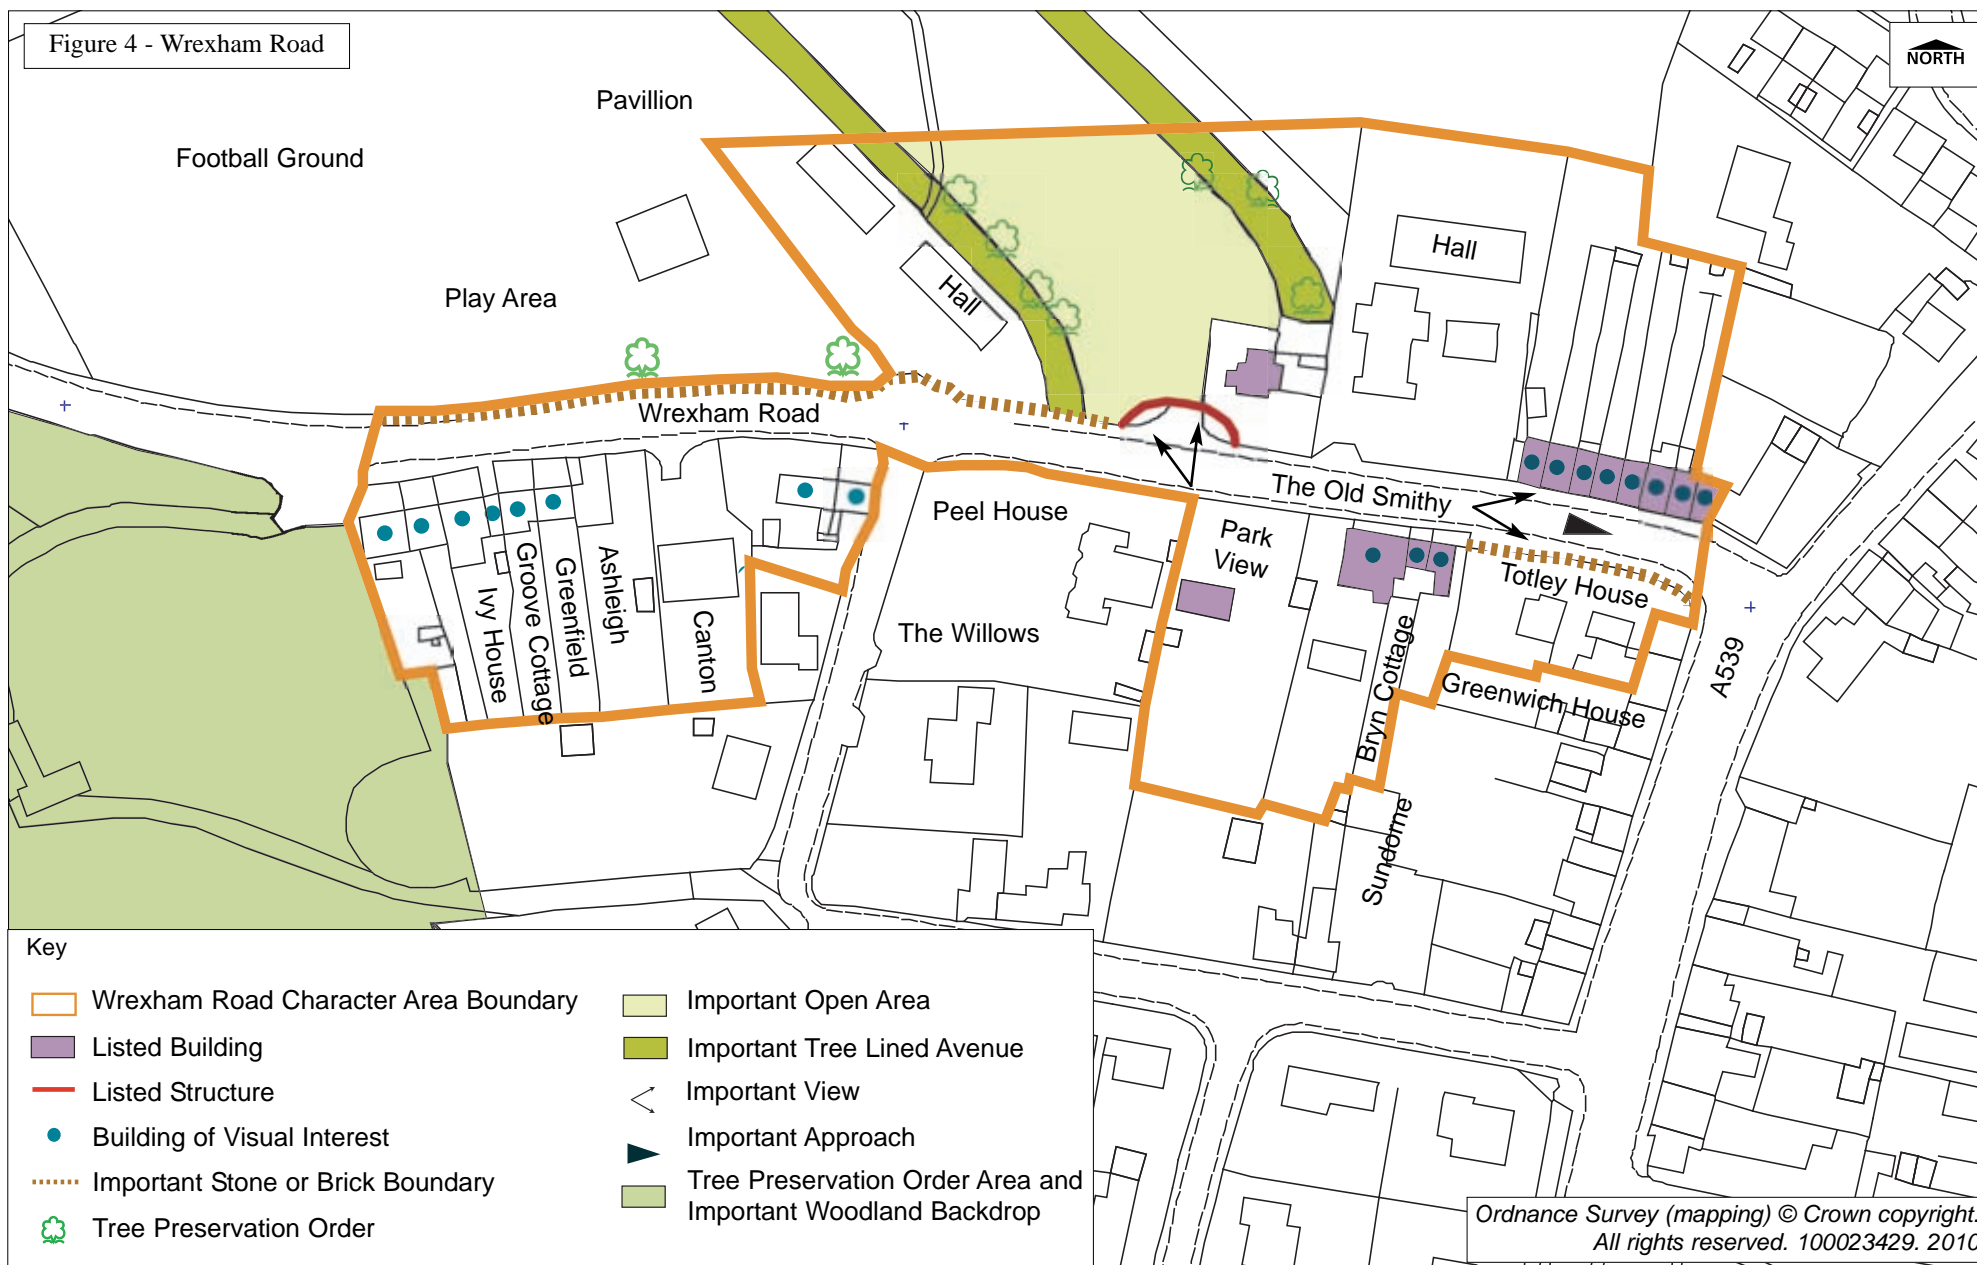 Figure 4 - Wrexham Road
NORTH
Pavillion
Football Ground
Play Area
Hall
Hall
Wrexham Road
The Old Smithy
Peel House
Park
View
Totley House
The Willows
Ivy House
Groove Cottage
Greenfield
Ashleigh
Canton
Bryn Cottage
Greenwich House
Sundorne
A539
Key
Wrexham Road Character Area Boundary
Listed Building
Listed Structure
Building of Visual Interest
Important Stone or Brick Boundary
Tree Preservation Order
Important Open Area
Important Tree Lined Avenue
Important View
Important Approach
Tree Preservation Order Area and
Important Woodland Backdrop
Ordnance Survey (mapping) © Crown copyright.
All rights reserved. 100023429. 2010